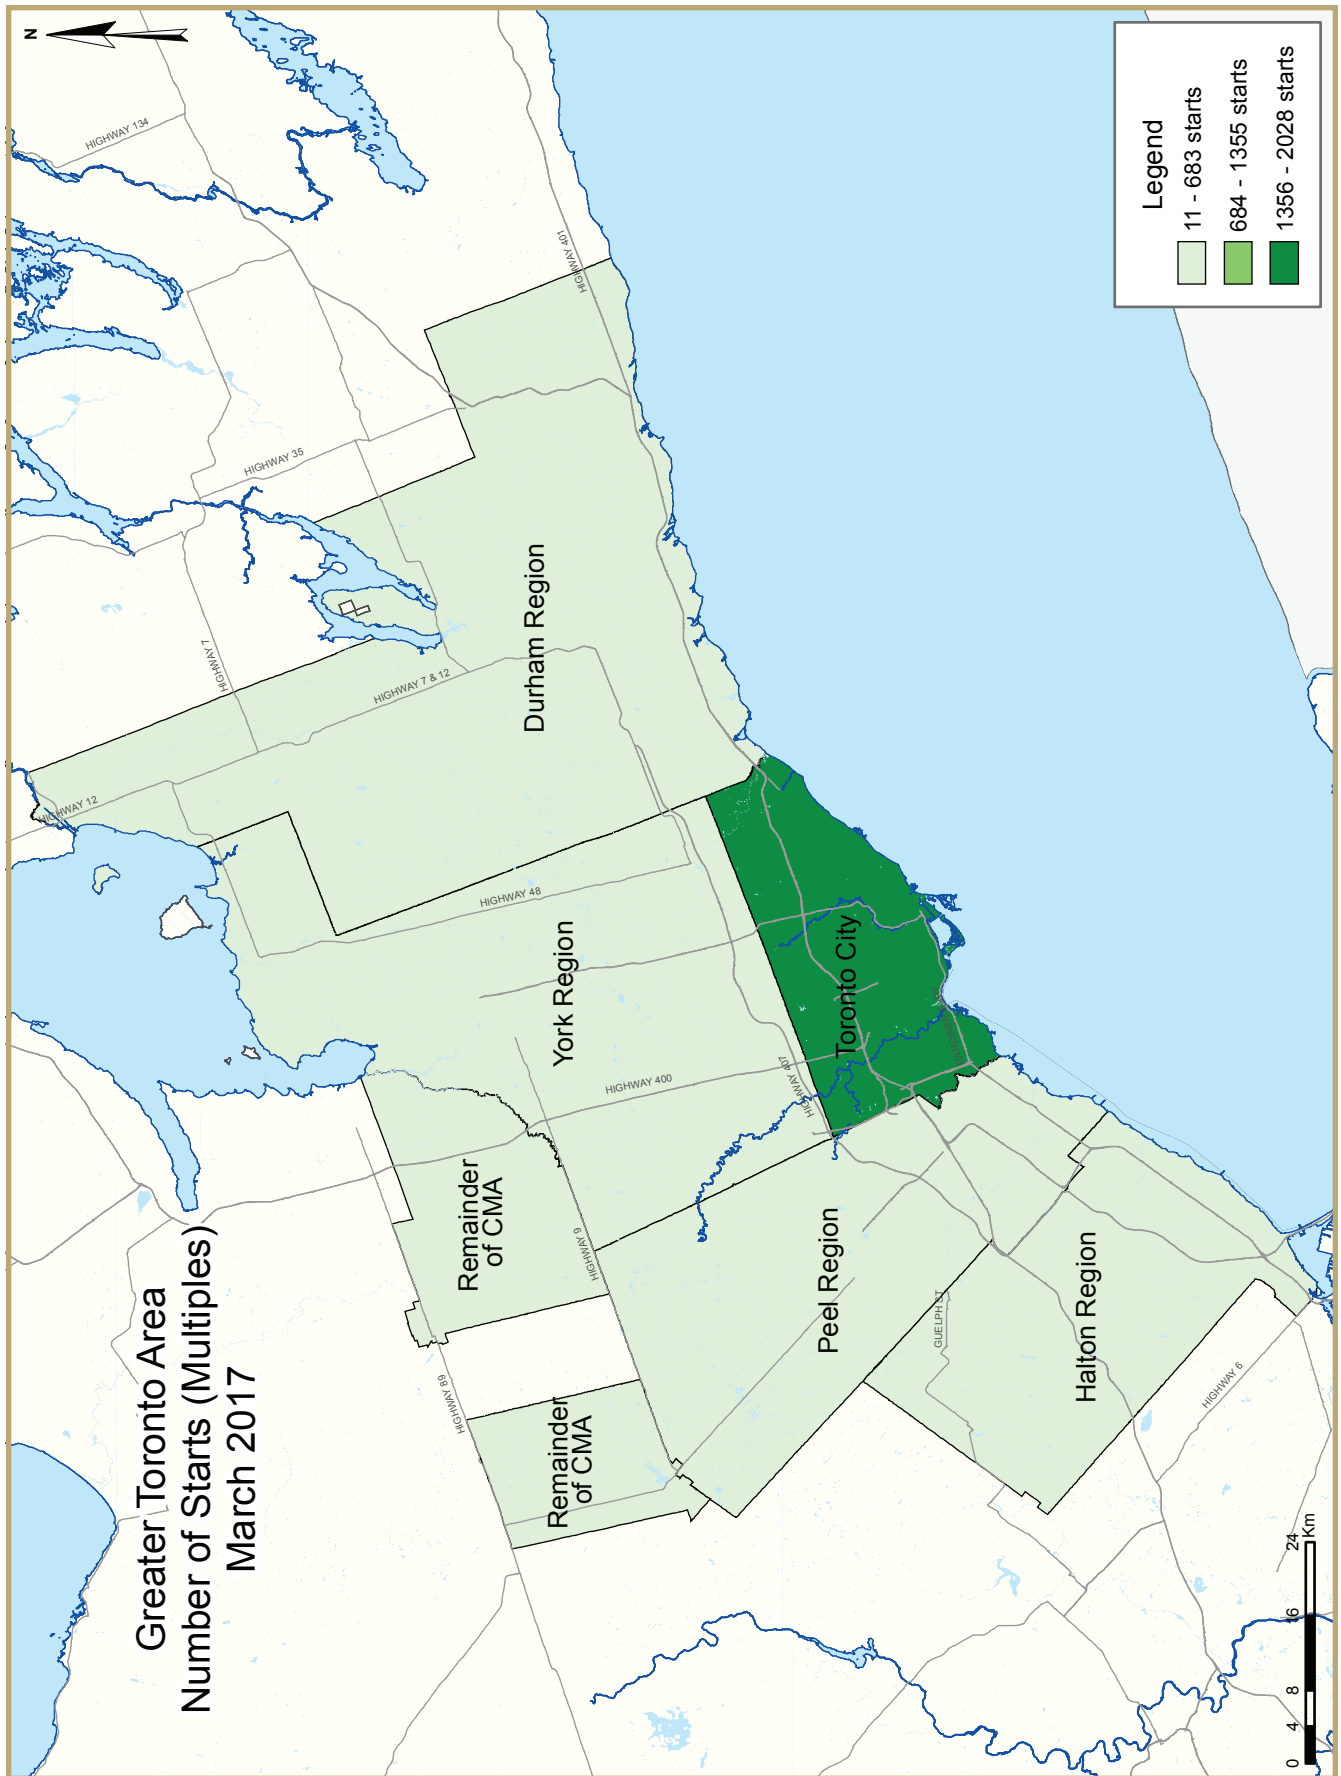 Greater Toronto Area
Number of Starts (Multiples)
March 2017
N
HIGHWAY 134
HIGHWAY 401
HIGHWAY 35
HIGHWAY 7
HIGHWAY 7 & 12
HIGHWAY 12
Durham Region
HIGHWAY 48
York Region
HIGHWAY 400
HIGHWAY 407
Toronto City
Remainder
of CMA
HIGHWAY 9
HIGHWAY 89
Remainder
of CMA
Peel Region
GUELPH ST
Halton Region
HIGHWAY 6
Legend
11 - 683 starts
684 - 1355 starts
1356 - 2028 starts
0 4 8 16 24
Km